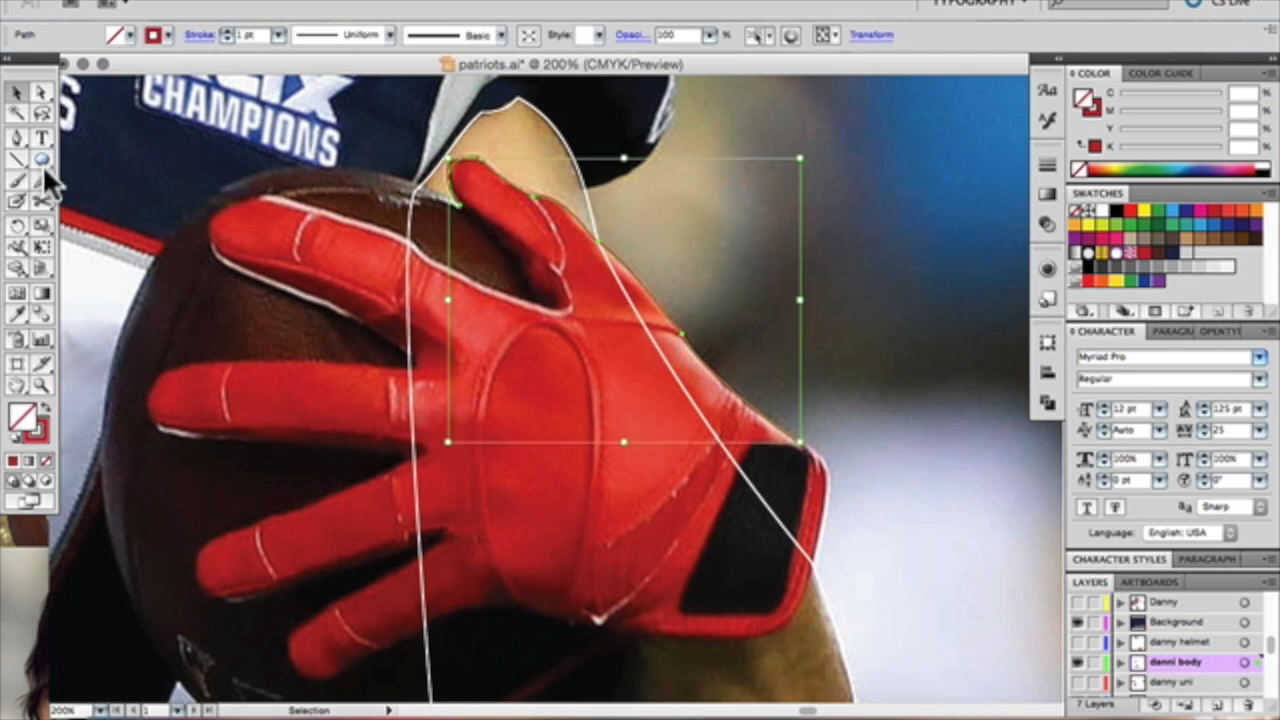 TYPOGRAPHY
CS Live
Path
Stroke:
1 pt
Uniform
Basic
Style:
Opaci...
100
%
Transform
patriots.ai* @ 200% (CMYK/Preview)
CHAMPIONS
COLOR
COLOR GUIDE
C
%
M
%
Y
%
K
%
SWATCHES
CHARACTER
PARAGRA
OPENTYI
Myriad Pro
Regular
12 pt
125 pt
Auto
25
100%
100%
0 pt
0°
T
T
Sharp
Language:
English: USA
CHARACTER STYLES
PARAGRAPH
LAYERS
ARTBOARDS
Danny
Background
danny helmet
danni body
danny uni
7 Layers
200%
1
Selection